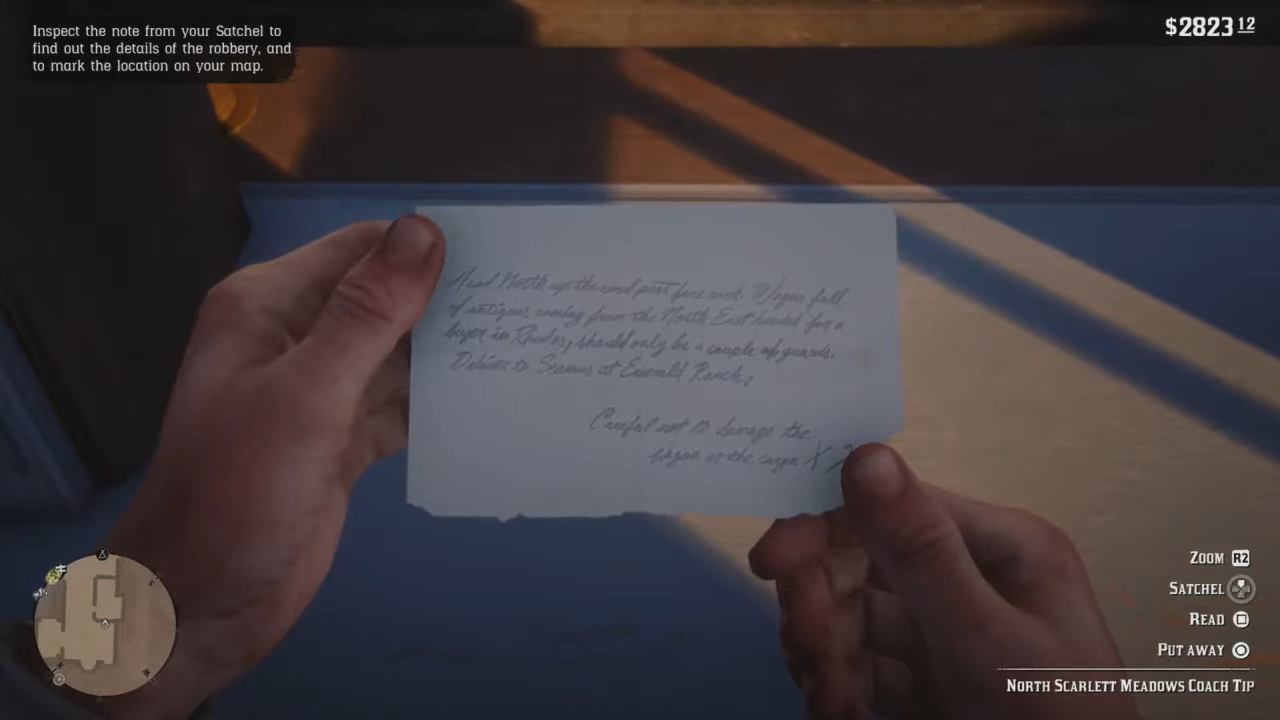 Inspect the note from your Satchel to
find out the details of the robbery, and
to mark the location on your map.
$2823 12
Head North up the road past face rock. Wagon full
of antiques coming from the North East headed for a
buyer in Rhodes, should only be a couple of guards.
Deliver to Seamus at Emerald Ranch,
Careful not to damage the
wagon or the cargo X
ZOOM R2
SATCHEL
READ
PUT AWAY
NORTH SCARLETT MEADOWS COACH TIP